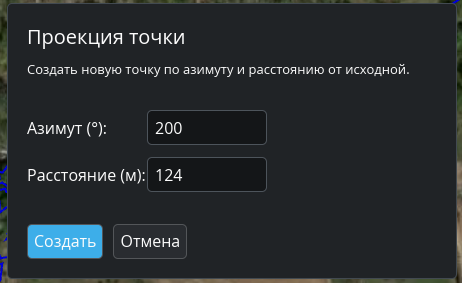 Проекция точки
Создать новую точку по азимуту и расстоянию от исходной.
Азимут (°): 200
Расстояние (м): 124
Создать Отмена